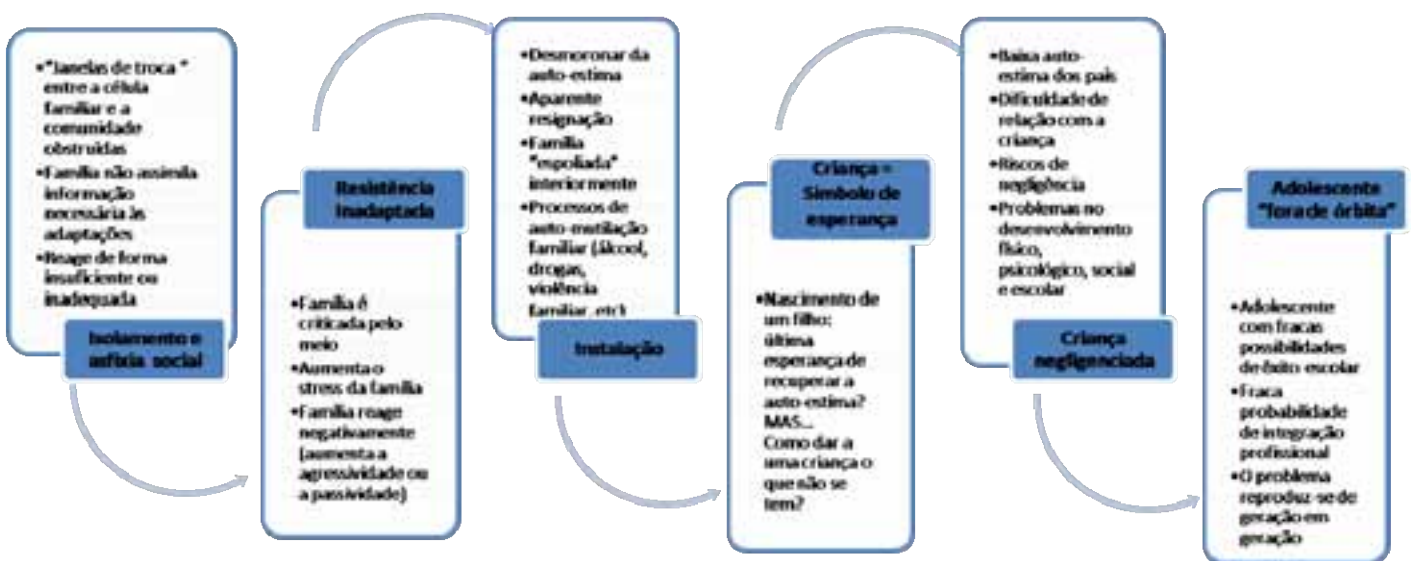 •"Janelas de troca "
entre a célula
familiar e a
comunidade
obstruídas
•Família não assimila
informação
necessária às
adaptações
•Reage de forma
insuficiente ou
inadequada
Isolamento e
asfixia social
Resistência
Inadaptada
•Família é
criticada pelo
meio
•Aumenta o
stress da família
•Família reage
negativamente
(aumenta a
agressividade ou
a passividade)
•Desmoronar da
auto-estima
•Aparente
resignação
•Família
"espoliada"
interiormente
•Processos de
auto-mutilação
familiar (álcool,
drogas,
violência
familiar, etc)
Instalação
Criança =
Símbolo de
esperança
•Nascimento de
um filho:
última
esperança de
recuperar a
auto-estima?
MAS...
Como dar a
uma criança o
que não se
tem?
•Baixa auto-
estima dos pais
•Dificuldade de
relação com a
criança
•Riscos de
negligência
•Problemas no
desenvolvimento
físico,
psicológico, social
e escolar
Criança
negligenciada
Adolescente
"fora de órbita"
•Adolescente
com fracas
possibilidades
de êxito escolar
•Fraca
probabilidade
de integração
profissional
•O problema
reproduz-se de
geração em
geração